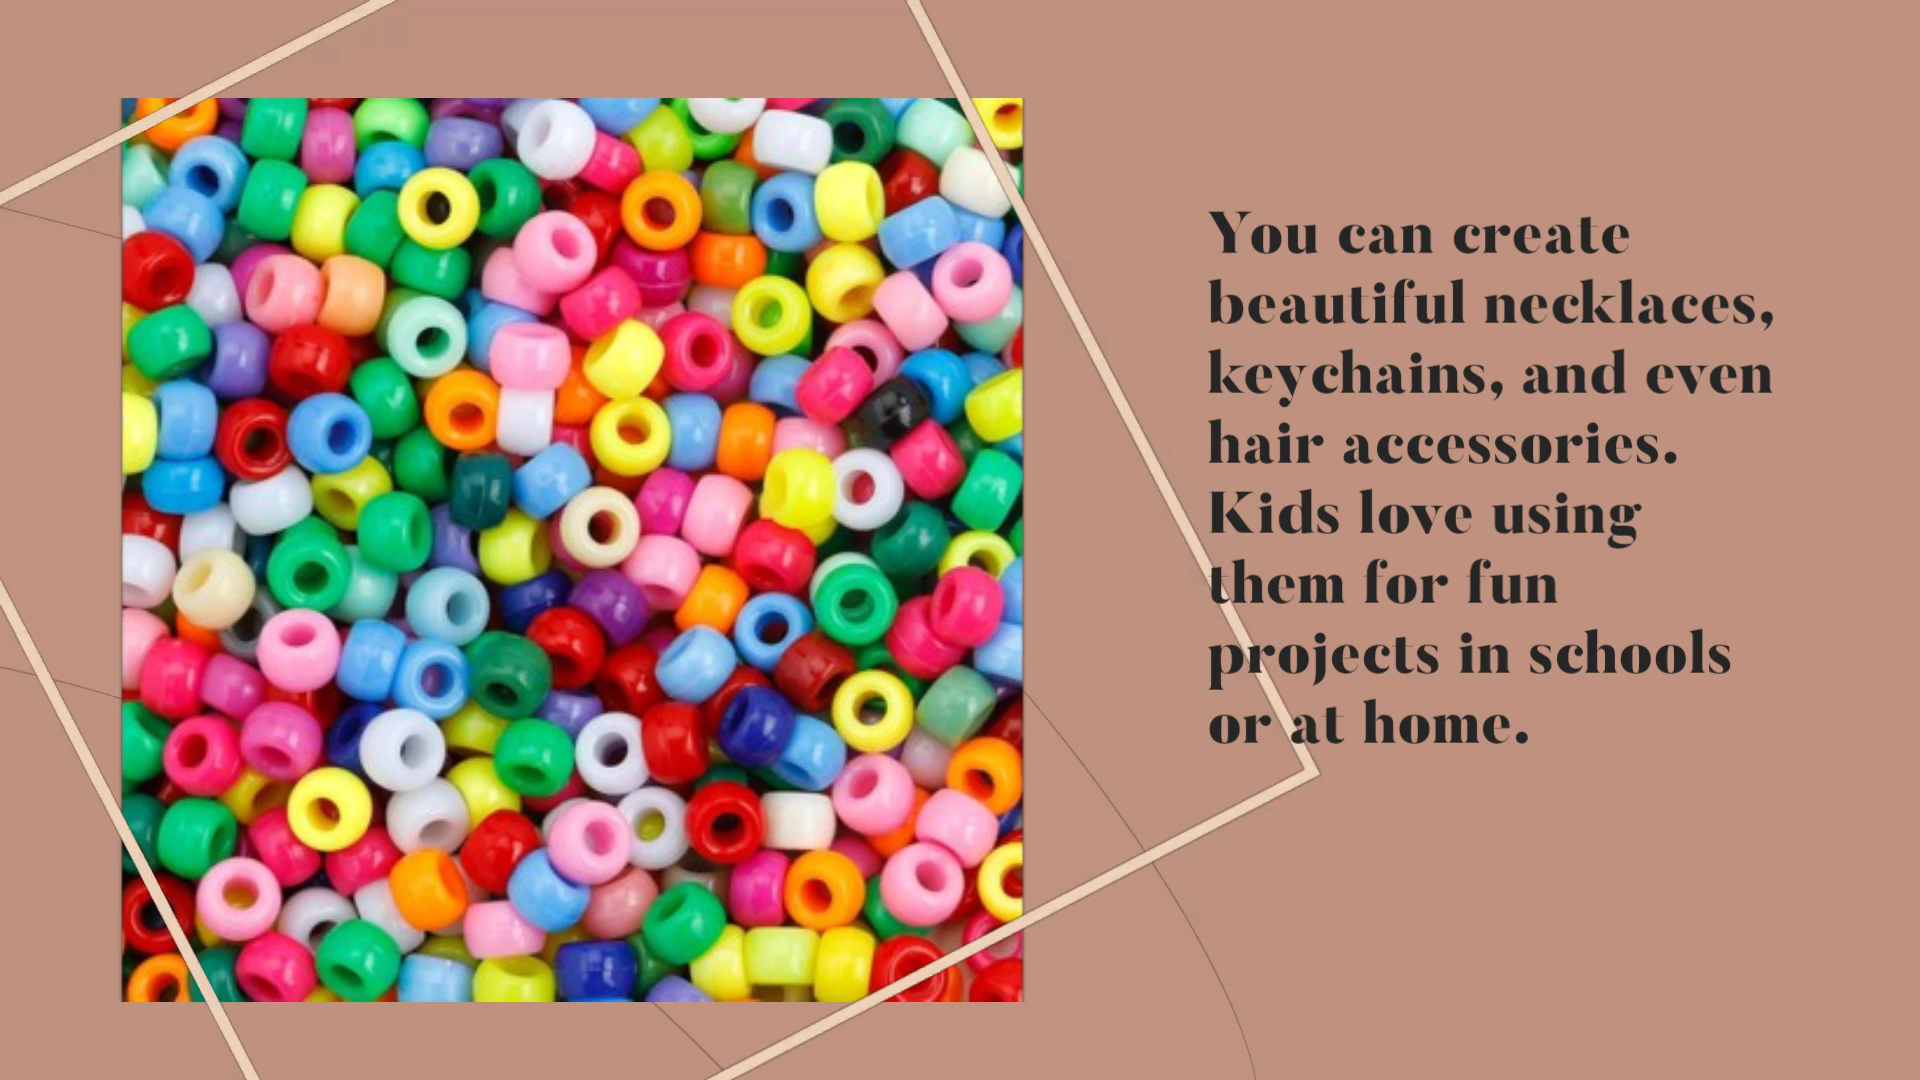 You can create
beautiful necklaces,
keychains, and even
hair accessories.
Kids love using
them for fun
projects in schools
or at home.